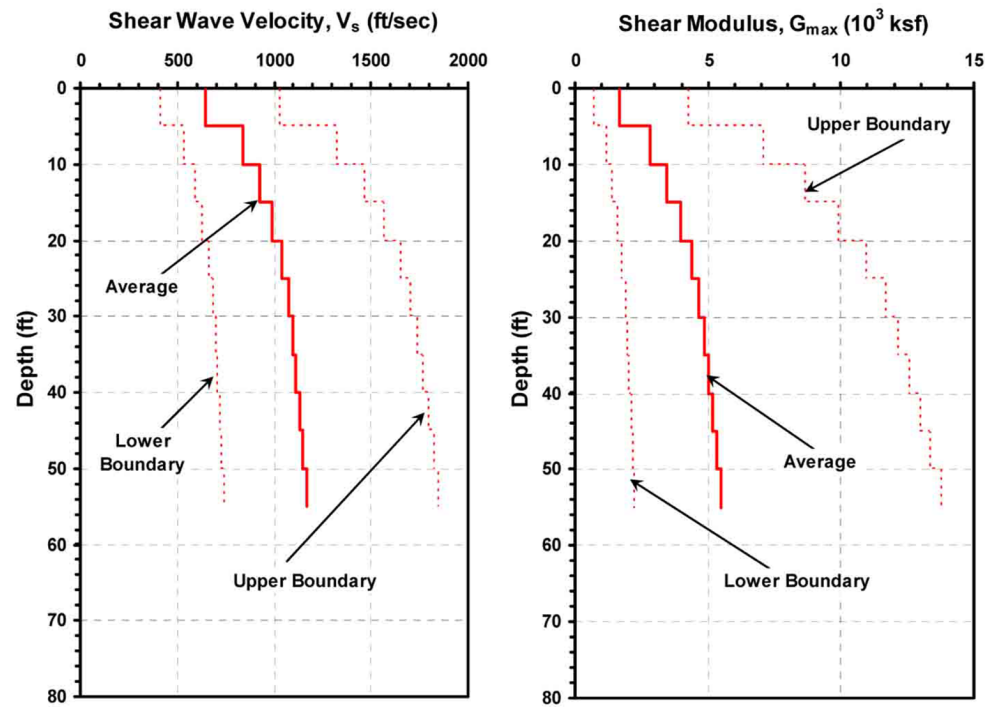 Shear Wave Velocity, Vs (ft/sec)
0 500 1000 1500 2000
0
10
20
30
40
50
60
70
80
Depth (ft)
Average
Lower
Boundary
Upper Boundary
Shear Modulus, Gmax (10³ ksf)
0 5 10 15
0
10
20
30
40
50
60
70
80
Depth (ft)
Upper Boundary
Average
Lower Boundary